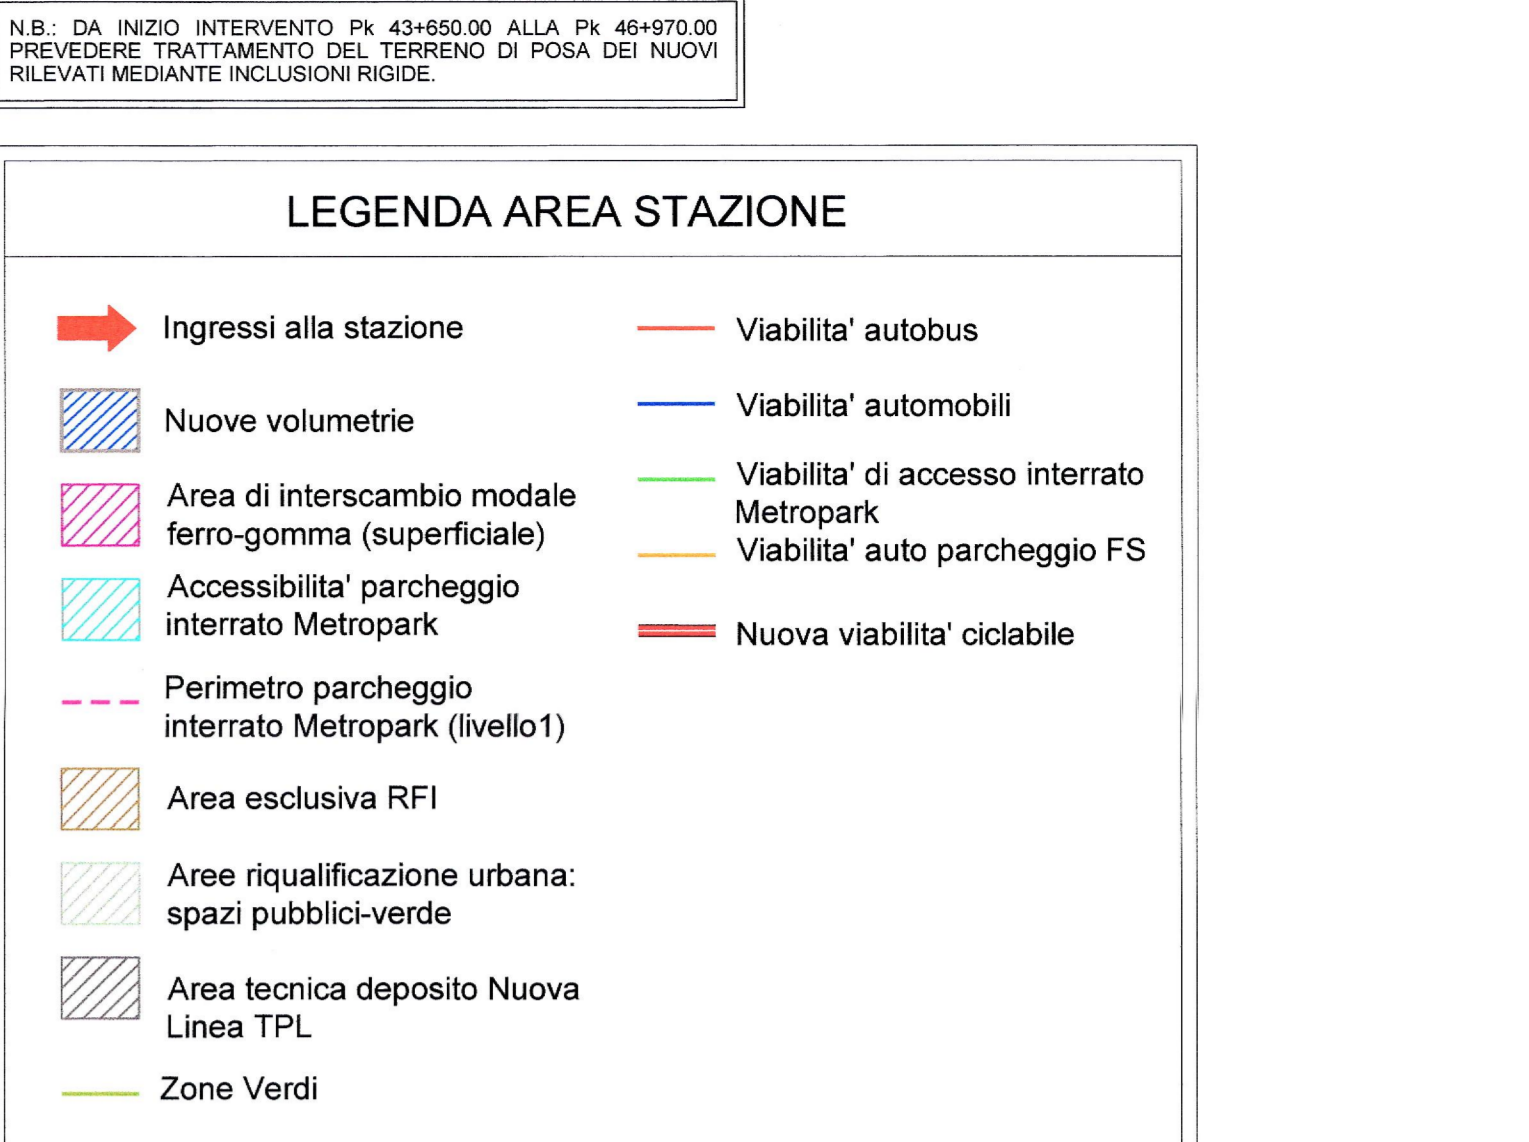 N.B.: DA INIZIO INTERVENTO Pk 43+650.00 ALLA Pk 46+970.00
PREVEDERE TRATTAMENTO DEL TERRENO DI POSA DEI NUOVI
RILEVATI MEDIANTE INCLUSIONI RIGIDE.
LEGENDA AREA STAZIONE
Ingressi alla stazione
Nuove volumetrie
Area di interscambio modale
ferro-gomma (superficiale)
Accessibilita' parcheggio
interrato Metropark
Perimetro parcheggio
interrato Metropark (livello1)
Area esclusiva RFI
Aree riqualificazione urbana:
spazi pubblici-verde
Area tecnica deposito Nuova
Linea TPL
Zone Verdi
Viabilita' autobus
Viabilita' automobili
Viabilita' di accesso interrato
Metropark
Viabilita' auto parcheggio FS
Nuova viabilita' ciclabile